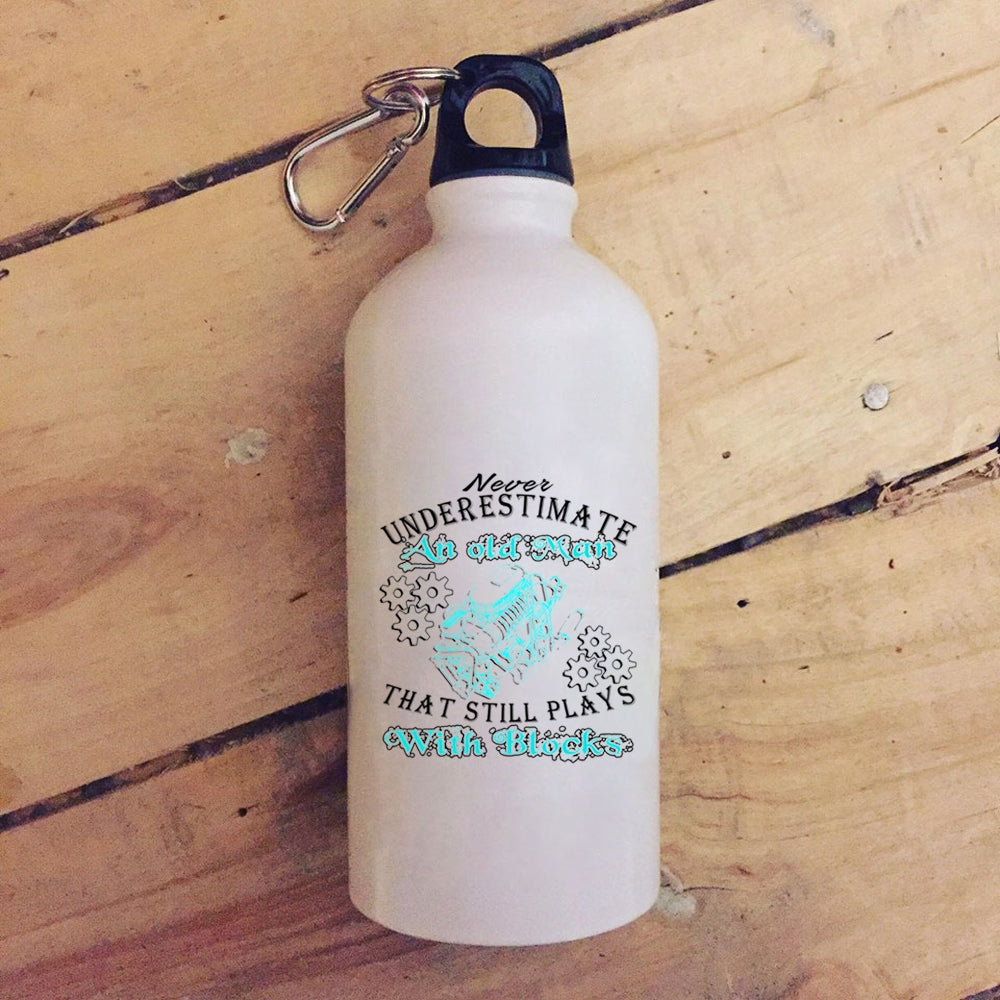 Never
UNDERESTIMATE
An old Man
THAT STILL PLAYS
With Blocks